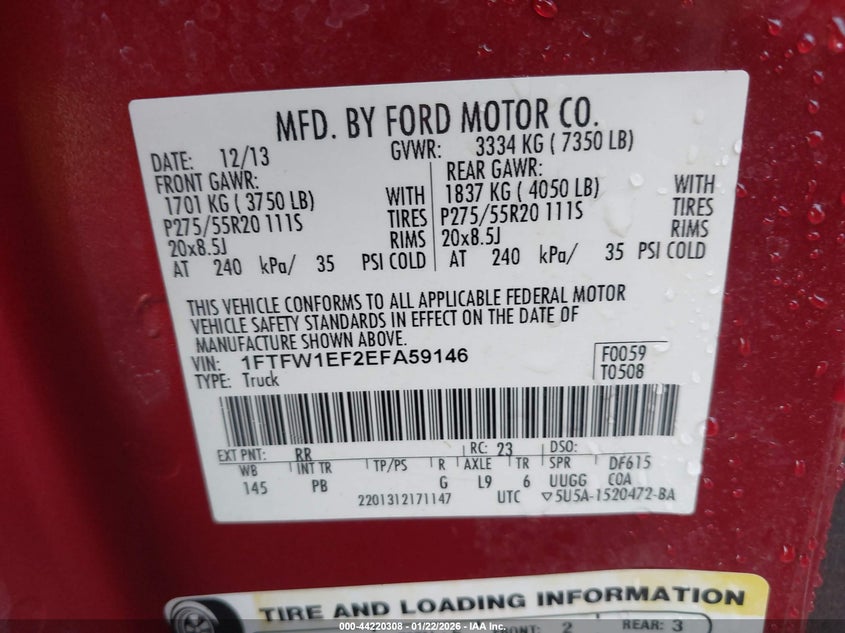 MFD. BY FORD MOTOR CO.
DATE: 12/13 GVWR: 3334 KG ( 7350 LB)
FRONT GAWR: REAR GAWR:
1701 KG ( 3750 LB) WITH 1837 KG ( 4050 LB) WITH
P275/55R20 111S TIRES P275/55R20 111S TIRES
20x8.5J RIMS 20x8.5J RIMS
AT 240 kPa/ 35 PSI COLD AT 240 kPa/ 35 PSI COLD
THIS VEHICLE CONFORMS TO ALL APPLICABLE FEDERAL MOTOR
VEHICLE SAFETY STANDARDS IN EFFECT ON THE DATE OF
MANUFACTURE SHOWN ABOVE.
VIN: 1FTFW1EF2EFA59146 F0059
TYPE: Truck T0508
EXT PNT: RR RC: 23 DSO:
WB INT TR TP/PS R AXLE TR SPR DF615
145 PB G L9 6 UUGG COA
2201312171147 UTC ▽5U5A-1520472-BA
TIRE AND LOADING INFORMATION
FRONT: 2 REAR: 3
000-44220308 - 01/22/2026 - IAA Inc.